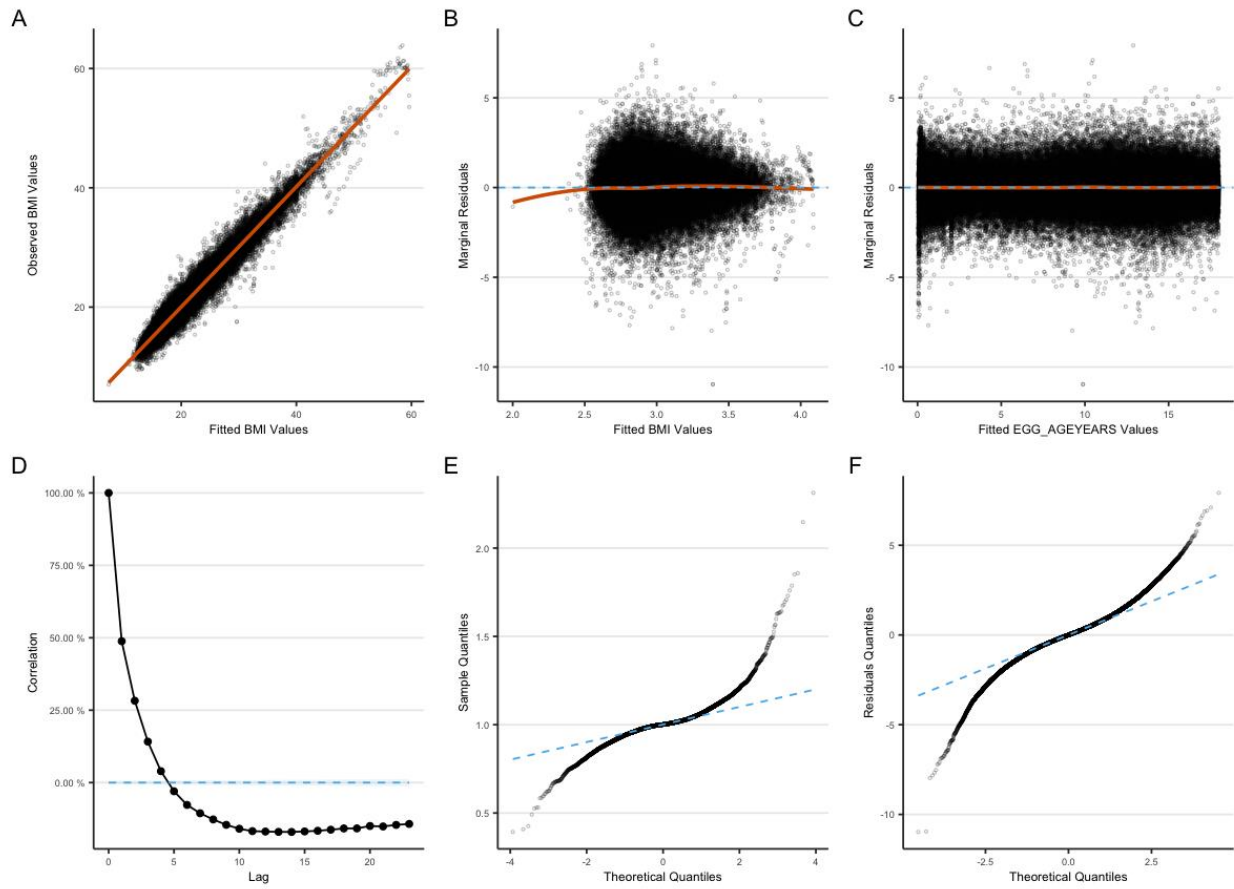 A
Observed BMI Values
60
40
20
20 40 60
Fitted BMI Values
B
Marginal Residuals
5
0
-5
-10
2.0 2.5 3.0 3.5 4.0
Fitted BMI Values
C
Marginal Residuals
5
0
-5
-10
0 5 10 15
Fitted EGG_AGEYEARS Values
D
Correlation
100.00 %
75.00 %
50.00 %
25.00 %
0.00 %
0 5 10 15 20
Lag
E
Sample Quantiles
2.0
1.5
1.0
0.5
-4 -2 0 2 4
Theoretical Quantiles
F
Residuals Quantiles
5
0
-5
-10
-2.5 0.0 2.5
Theoretical Quantiles